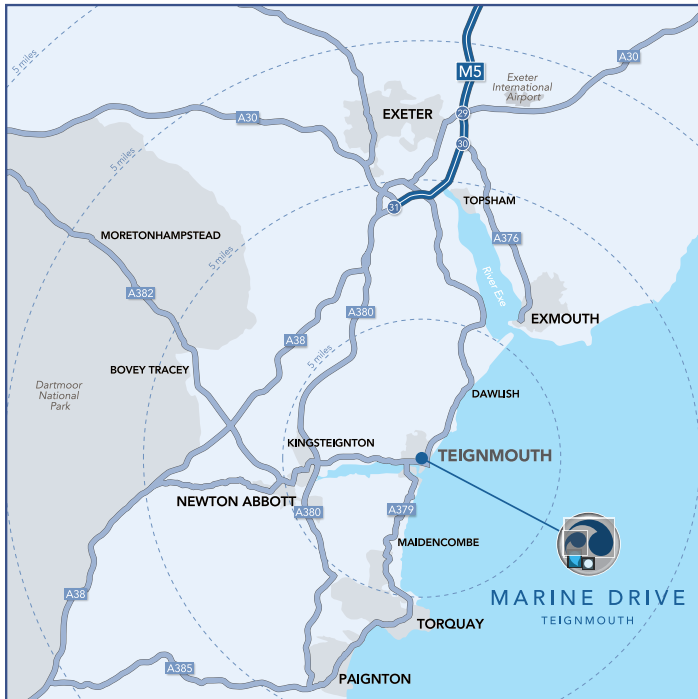 5 miles
M5
A30
Exeter
International
Airport
EXETER
29
A30
30
5 miles
31
TOPSHAM
MORETONHAMPSTEAD
A376
5 miles
River Exe
A382
A380
EXMOUTH
A38
5 miles
BOVEY TRACEY
Dartmoor
National
Park
DAWLISH
KINGSTEIGNTON
TEIGNMOUTH
NEWTON ABBOTT
A380
A379
MAIDENCOMBE
A38
MARINE DRIVE
TEIGNMOUTH
TORQUAY
A385
PAIGNTON